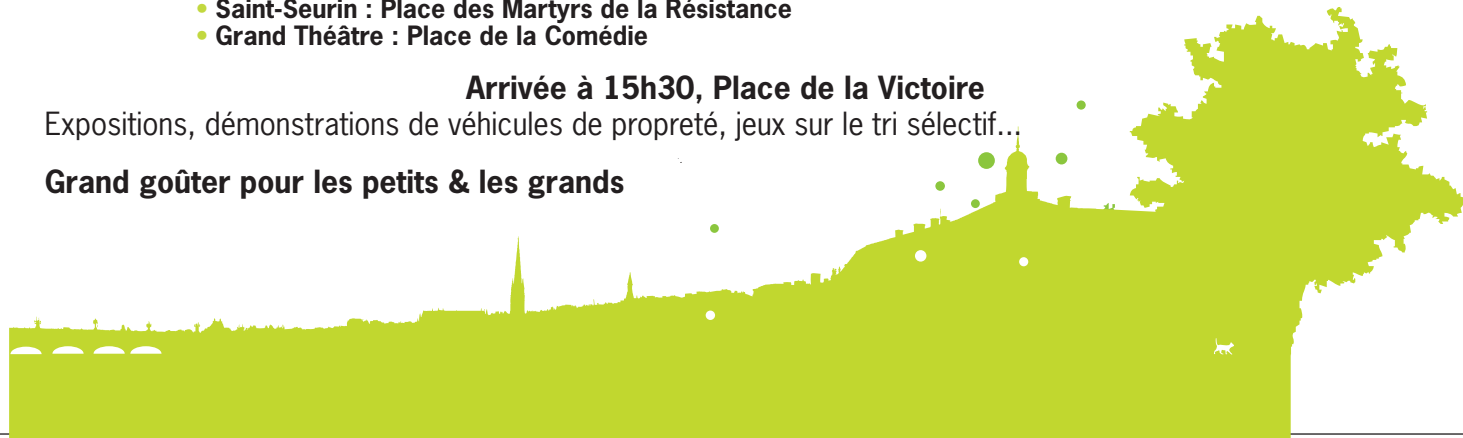 • Saint-Seurin : Place des Martyrs de la Résistance
• Grand Théâtre : Place de la Comédie
Arrivée à 15h30, Place de la Victoire
Expositions, démonstrations de véhicules de propreté, jeux sur le tri sélectif...
Grand goûter pour les petits & les grands